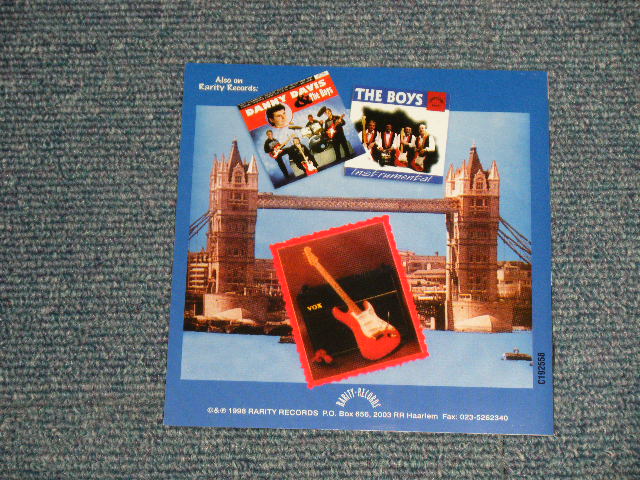 Also on
Rarity Records:
DANNY DAVIS
& The Boys
THE BOYS
Instrumental
VOX
C192558
RARITY-RECORDS
©&℗ 1998 RARITY RECORDS P.O. Box 656, 2003 RR Haarlem Fax: 023-5262340